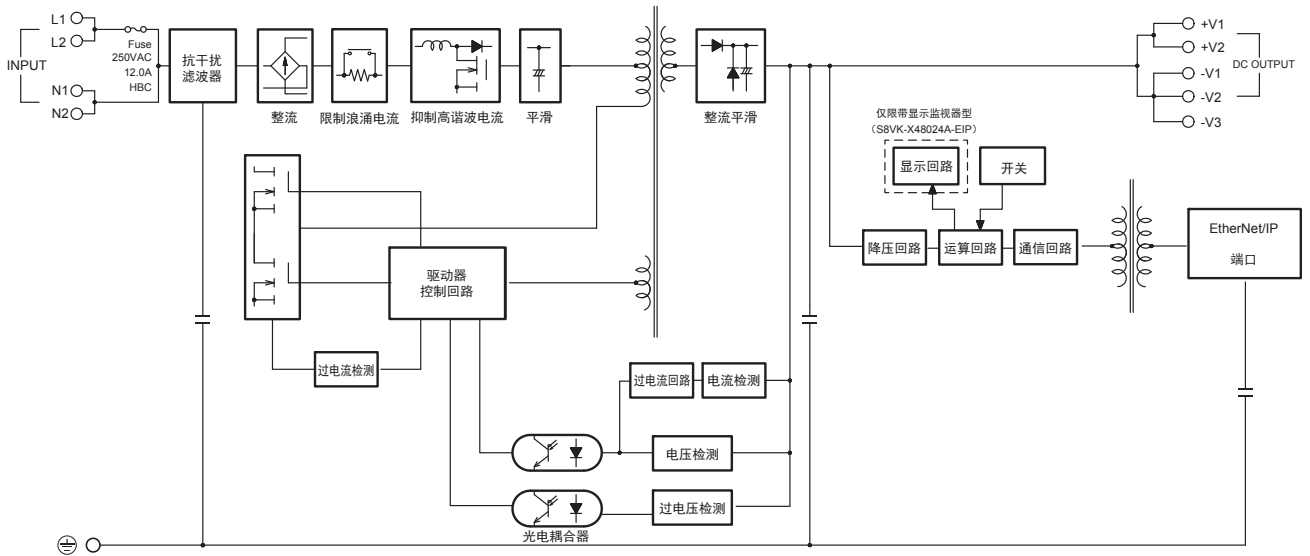 L1
L2
INPUT
N1
N2
Fuse
250VAC
12.0A
HBC
抗干扰
滤波器
整流
限制浪涌电流
抑制高谐波电流
平滑
整流平滑
+V1
+V2
DC OUTPUT
-V1
-V2
-V3
仅限带显示监视器型
（S8VK-X48024A-EIP）
显示回路
开关
降压回路
运算回路
通信回路
EtherNet/IP
端口
驱动器
控制回路
过电流检测
过电流回路
电流检测
电压检测
过电压检测
光电耦合器